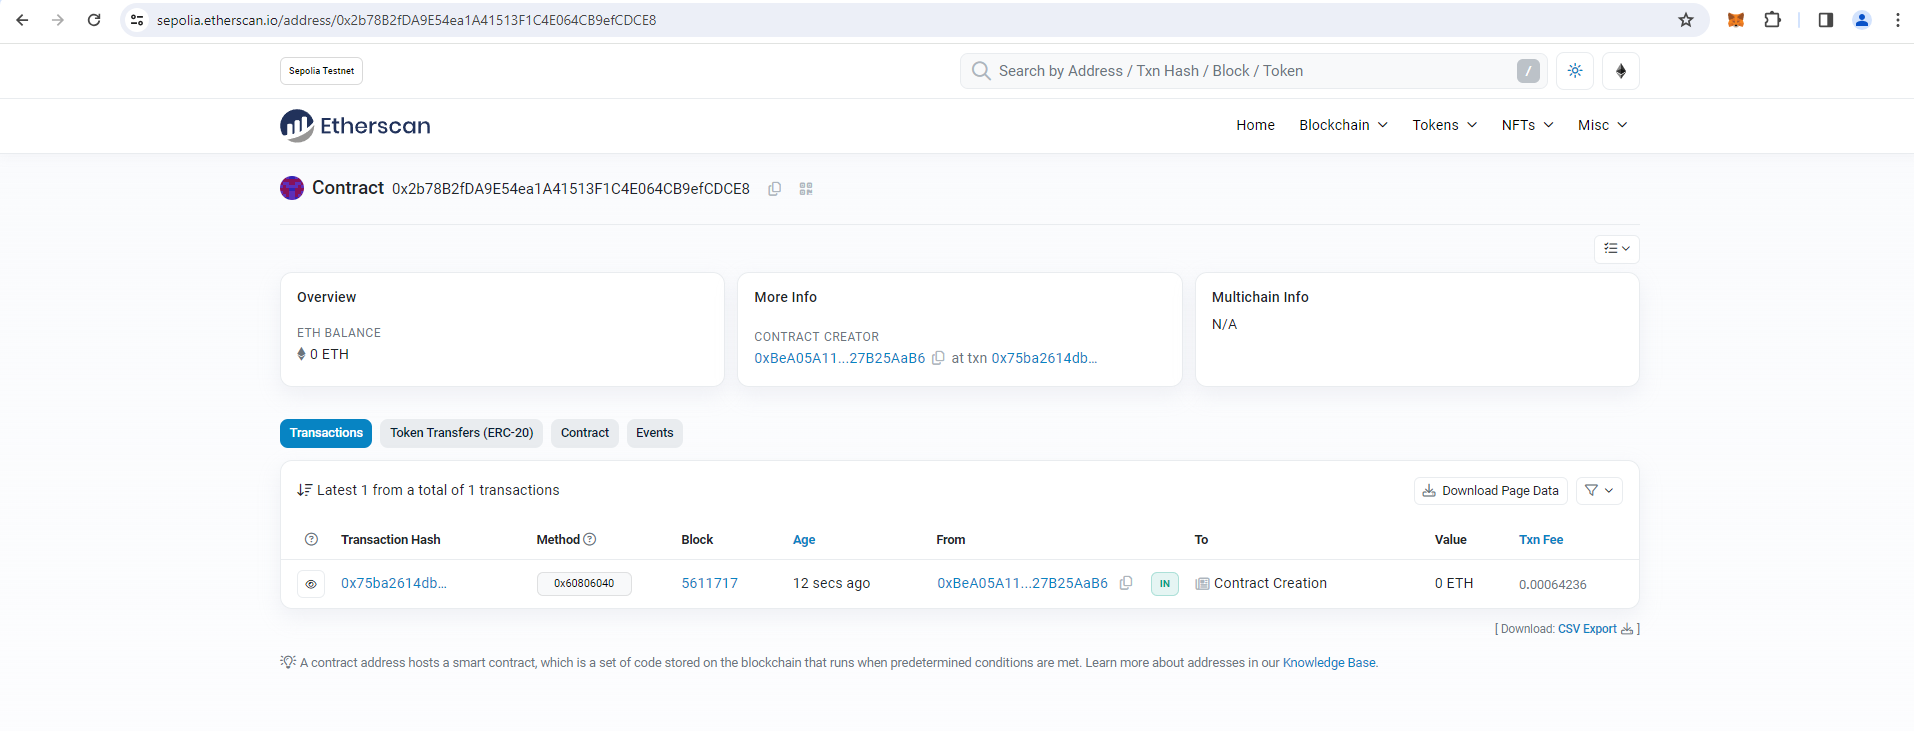 sepolia.etherscan.io/address/0x2b78B2fDA9E54ea1A41513F1C4E064CB9efCDCE8
Sepolia Testnet
Search by Address / Txn Hash / Block / Token
/
Etherscan
Home Blockchain Tokens NFTs Misc
Contract 0x2b78B2fDA9E54ea1A41513F1C4E064CB9efCDCE8
Overview
ETH BALANCE
0 ETH
More Info
CONTRACT CREATOR
0xBeA05A11...27B25AaB6 at txn 0x75ba2614db...
Multichain Info
N/A
Transactions Token Transfers (ERC-20) Contract Events
Latest 1 from a total of 1 transactions
Download Page Data
Transaction Hash Method Block Age From To Value Txn Fee
0x75ba2614db... 0x60806040 5611717 12 secs ago 0xBeA05A11...27B25AaB6 IN Contract Creation 0 ETH 0.00064236
[ Download: CSV Export ]
A contract address hosts a smart contract, which is a set of code stored on the blockchain that runs when predetermined conditions are met. Learn more about addresses in our Knowledge Base.